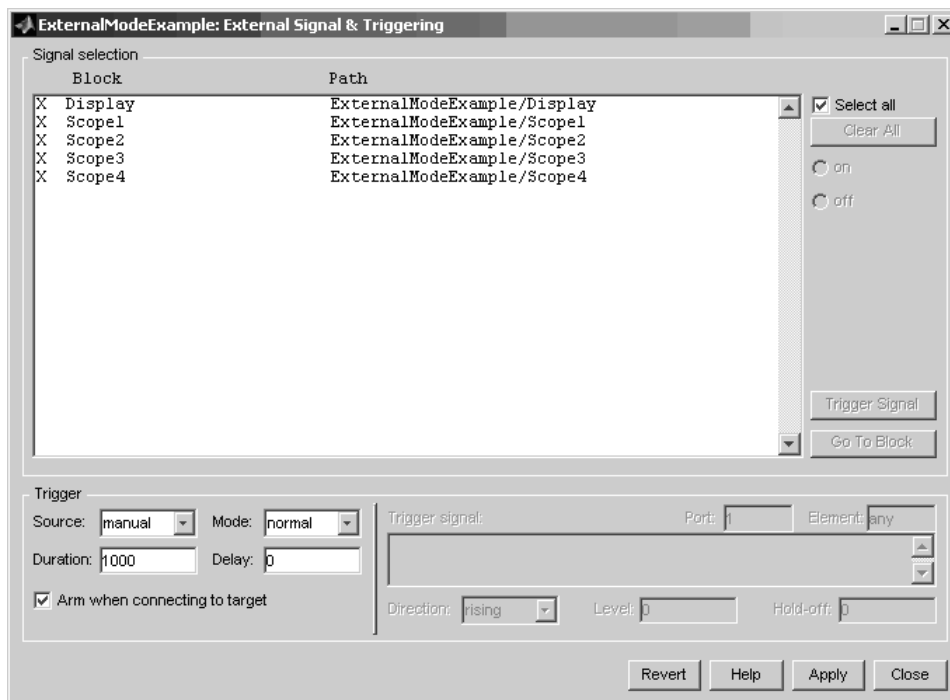 ExternalModeExample: External Signal & Triggering
Signal selection
Block Path
X Display ExternalModeExample/Display
X Scope1 ExternalModeExample/Scope1
X Scope2 ExternalModeExample/Scope2
X Scope3 ExternalModeExample/Scope3
X Scope4 ExternalModeExample/Scope4
Select all
Clear All
on
off
Trigger Signal
Go To Block
Trigger
Source: manual Mode: normal
Duration: 1000 Delay: 0
Arm when connecting to target
Trigger signal: Port: 1 Element: any
Direction: rising Level: 0 Hold-off: 0
Revert Help Apply Close